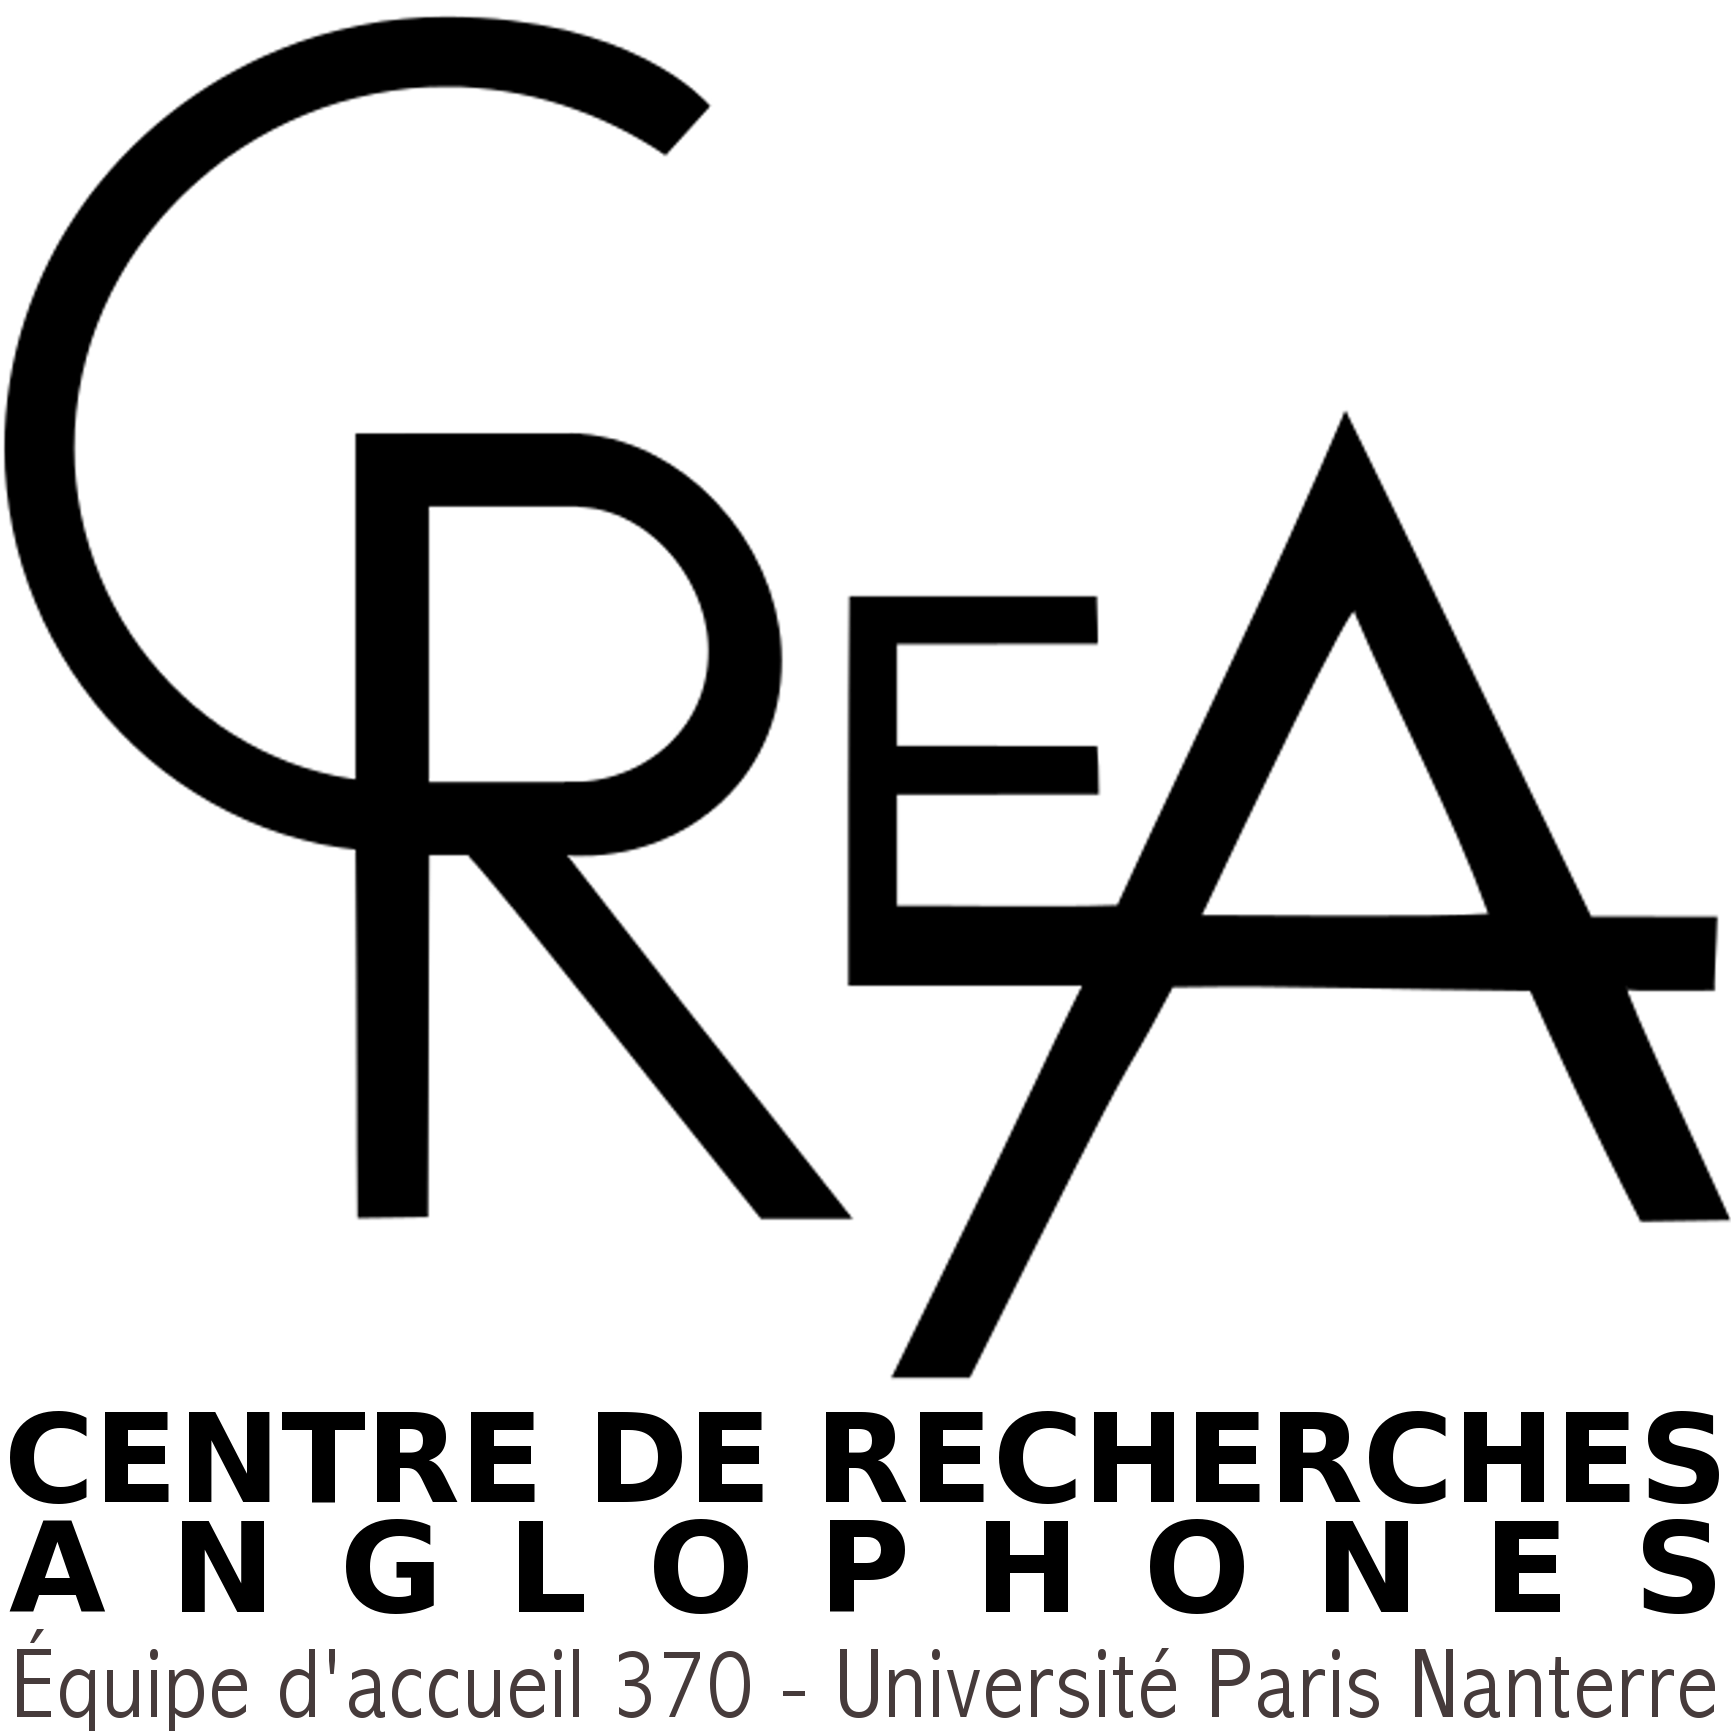 CREA
CENTRE DE RECHERCHES
ANGLOPHONES
Équipe d'accueil 370 - Université Paris Nanterre